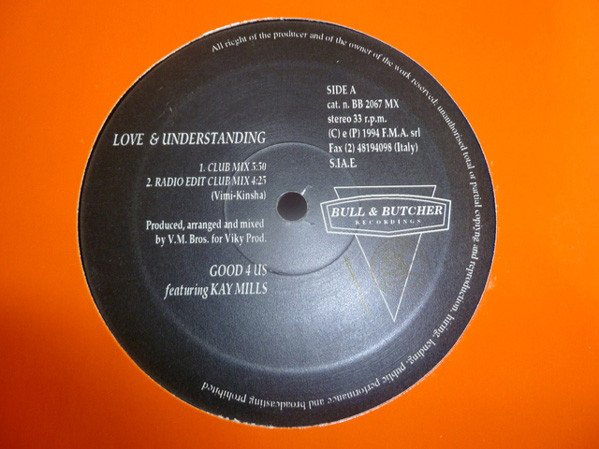 All rieght of the producer and of the owner of the work reserved; unauthorised total or partial copying and reproduction, hiring, lending, public performance and broadcasting prohibited
LOVE & UNDERSTANDING
1. CLUB MIX 5:50
2. RADIO EDIT CLUB MIX 4:25
(Vimi-Kinsha)
Produced, arranged and mixed
by V.M. Bros. for Viky Prod.
GOOD 4 US
featuring KAY MILLS
SIDE A
cat. n. BB 2067 MX
stereo 33 r.p.m.
(C) e (P) 1994 F.M.A. srl
Fax (2) 48194098 (Italy)
S.I.A.E.
BULL & BUTCHER
RECORDINGS